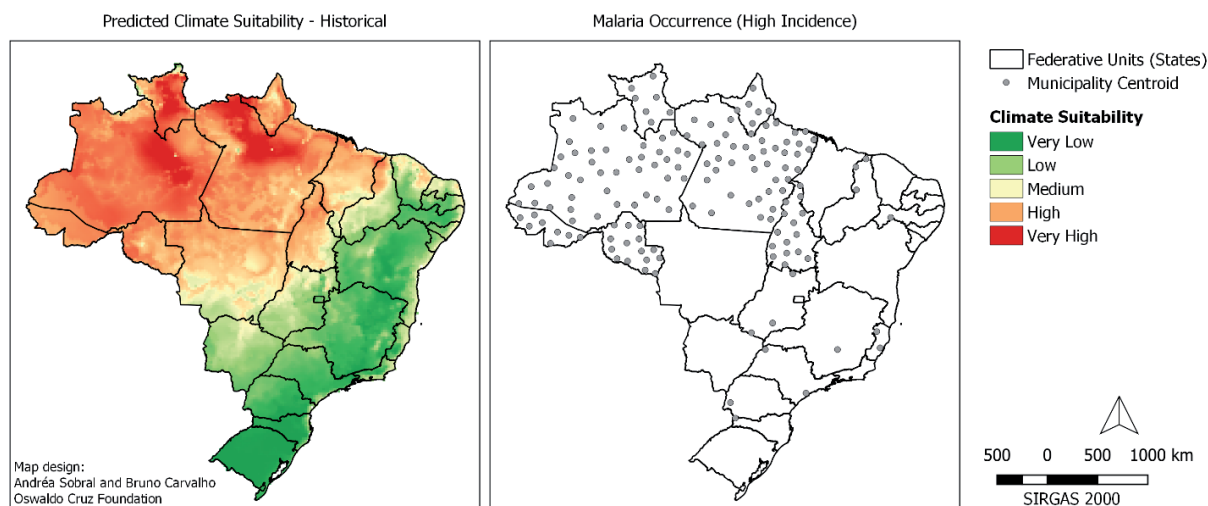 Predicted Climate Suitability - Historical
Malaria Occurrence (High Incidence)
Federative Units (States)
Municipality Centroid
Climate Suitability
Very Low
Low
Medium
High
Very High
Map design:
Andréa Sobral and Bruno Carvalho
Oswaldo Cruz Foundation
500 0 500 1000 km
SIRGAS 2000